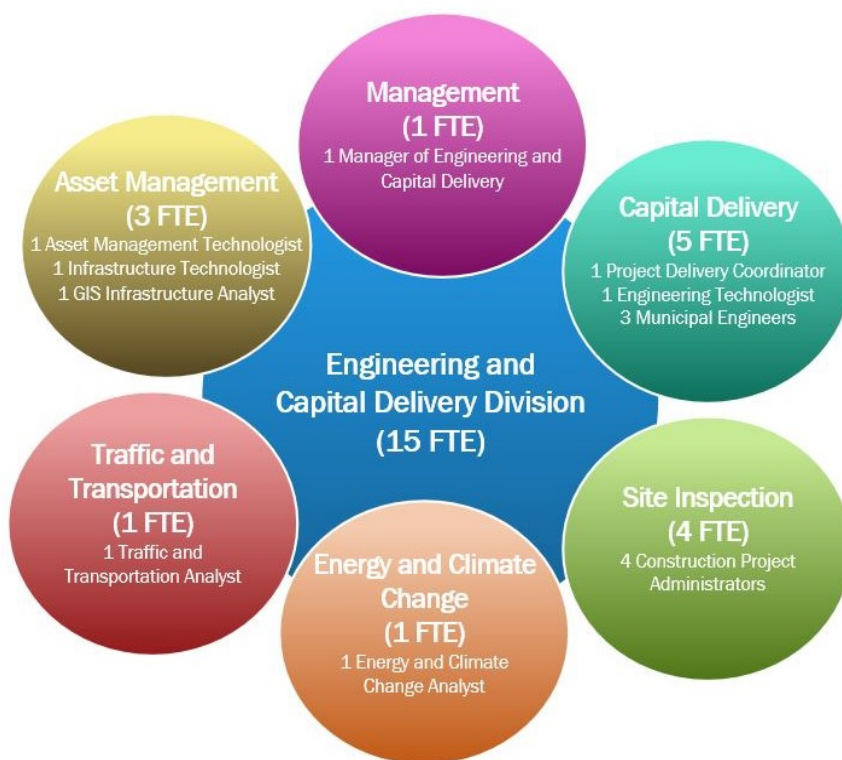 Management
(1 FTE)
1 Manager of Engineering and
Capital Delivery
Asset Management
(3 FTE)
1 Asset Management Technologist
1 Infrastructure Technologist
1 GIS Infrastructure Analyst
Capital Delivery
(5 FTE)
1 Project Delivery Coordinator
1 Engineering Technologist
3 Municipal Engineers
Engineering and
Capital Delivery Division
(15 FTE)
Traffic and
Transportation
(1 FTE)
1 Traffic and
Transportation Analyst
Site Inspection
(4 FTE)
4 Construction Project
Administrators
Energy and Climate
Change
(1 FTE)
1 Energy and Climate
Change Analyst